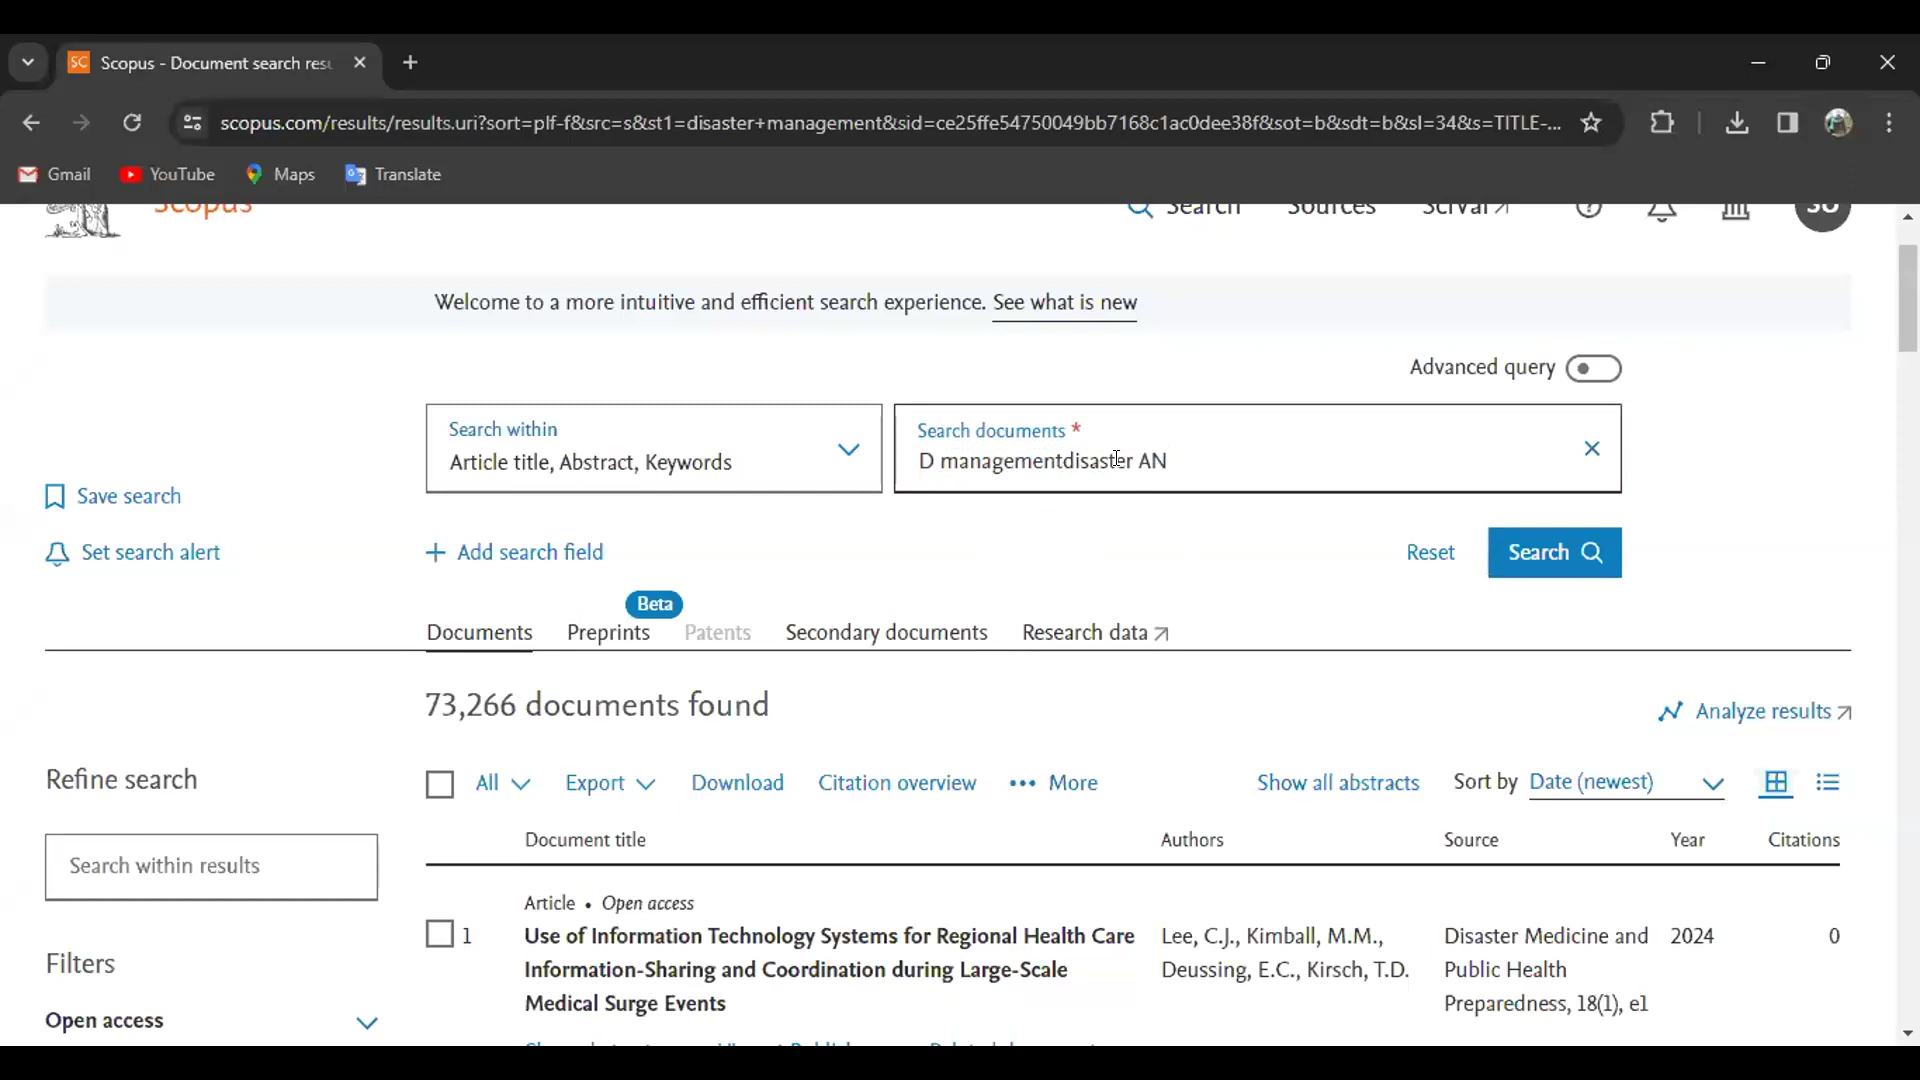 Scopus - Document search resu
scopus.com/results/results.uri?sort=plf-f&src=s&st1=disaster+management&sid=ce25ffe54750049bb7168c1ac0dee38f&sot=b&sdt=b&sl=34&s=TITLE-...
Gmail YouTube Maps Translate
Scopus Search Sources SciVal SU
Welcome to a more intuitive and efficient search experience. See what is new
Advanced query
Search within
Article title, Abstract, Keywords
Search documents *
D managementdisaster AN
Save search
Set search alert
+ Add search field
Reset
Search
Beta
Documents Preprints Patents Secondary documents Research data
73,266 documents found
Analyze results
Refine search
All Export Download Citation overview More Show all abstracts Sort by Date (newest)
Document title Authors Source Year Citations
Search within results
Article • Open access
1 Use of Information Technology Systems for Regional Health Care Lee, C.J., Kimball, M.M., Disaster Medicine and 2024 0
Information-Sharing and Coordination during Large-Scale Deussing, E.C., Kirsch, T.D. Public Health
Medical Surge Events Preparedness, 18(1), e1
Filters
Open access